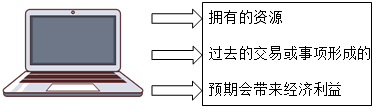 拥有的资源
过去的交易或事项形成的
预期会带来经济利益